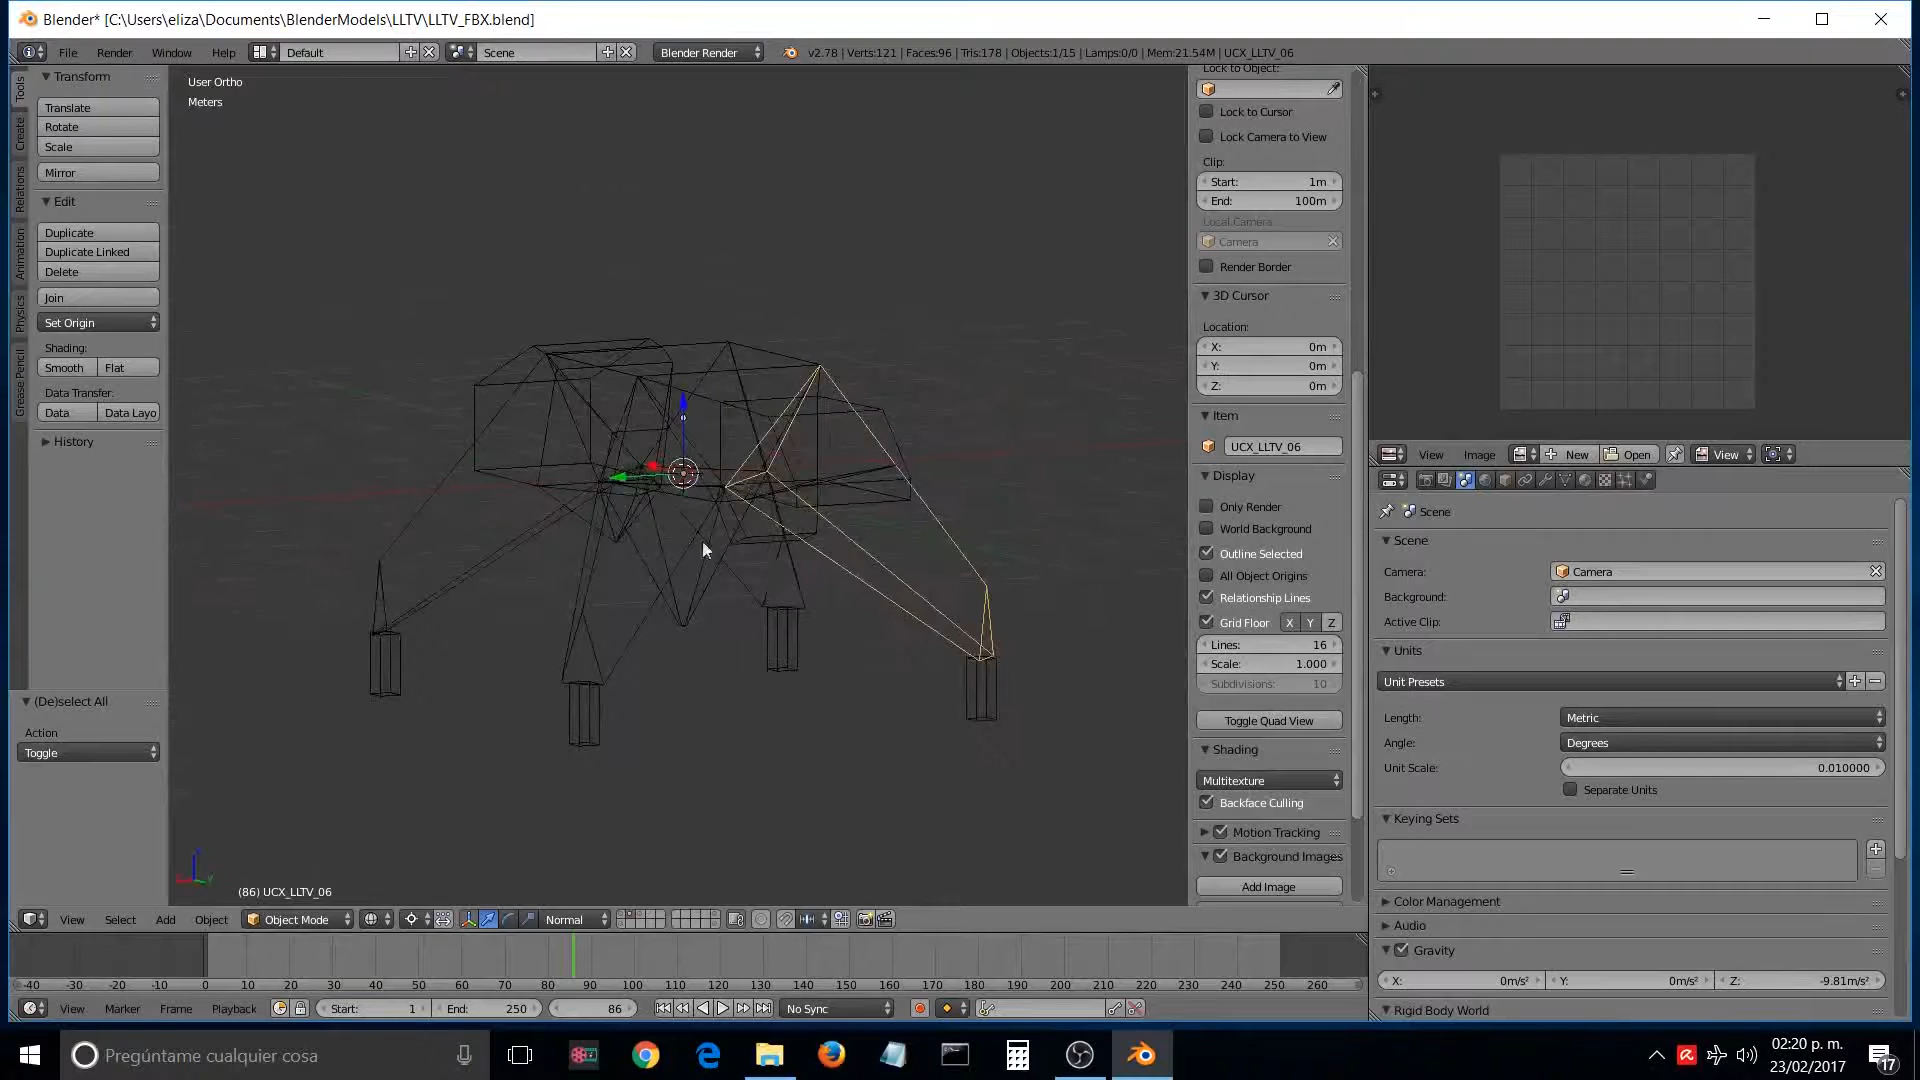 Blender* [C:\Users\eliza\Documents\BlenderModels\LLTV\LLTV_FBX.blend]
File Render Window Help Default Scene Blender Render v2.78 | Verts:121 | Faces:96 | Tris:178 | Objects:1/15 | Lamps:0/0 | Mem:21.54M | UCX_LLTV_06
Tools
Create
Relations
Animation
Physics
Grease Pencil
Transform
Translate
Rotate
Scale
Mirror
Edit
Duplicate
Duplicate Linked
Delete
Join
Set Origin
Shading:
Smooth Flat
Data Transfer:
Data Data Layo
History
(De)select All
Action
Toggle
User Ortho
Meters
(86) UCX_LLTV_06
Lock to Object:
Lock to Cursor
Lock Camera to View
Clip:
Start: 1m
End: 100m
Local Camera:
Camera
Render Border
3D Cursor
Location:
X: 0m
Y: 0m
Z: 0m
Item
UCX_LLTV_06
Display
Only Render
World Background
Outline Selected
All Object Origins
Relationship Lines
Grid Floor X Y Z
Lines: 16
Scale: 1.000
Subdivisions: 10
Toggle Quad View
Shading
Multitexture
Backface Culling
Motion Tracking
Background Images
Add Image
View Image New Open View
Scene
Scene
Camera: Camera
Background:
Active Clip:
Units
Unit Presets
Length: Metric
Angle: Degrees
Unit Scale: 0.010000
Separate Units
Keying Sets
Color Management
Audio
Gravity
X: 0m/s² Y: 0m/s² Z: -9.81m/s²
Rigid Body World
View Select Add Object Object Mode Normal
-40 -30 -20 -10 0 10 20 30 40 50 60 70 80 90 100 110 120 130 140 150 160 170 180 190 200 210 220 230 240 250 260
View Marker Frame Playback Start: 1 End: 250 86 No Sync
Pregúntame cualquier cosa
02:20 p. m.
23/02/2017
17